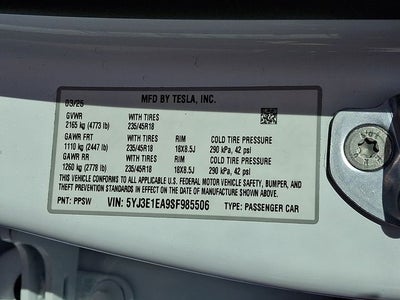 MFD BY TESLA, INC.
03/25
GVWR WITH TIRES
2165 kg (4773 lb) 235/45R18
GAWR FRT WITH TIRES RIM COLD TIRE PRESSURE
1110 kg (2447 lb) 235/45R18 18X8.5J 290 kPa, 42 psi
GAWR RR WITH TIRES RIM COLD TIRE PRESSURE
1260 kg (2778 lb) 235/45R18 18X8.5J 290 kPa, 42 psi
THIS VEHICLE CONFORMS TO ALL APPLICABLE U.S. FEDERAL MOTOR VEHICLE SAFETY, BUMPER, AND
THEFT PREVENTION STANDARDS IN EFFECT ON THE DATE OF MANUFACTURE SHOWN ABOVE.
PNT: PPSW VIN: 5YJ3E1EA9SF985506 TYPE: PASSENGER CAR